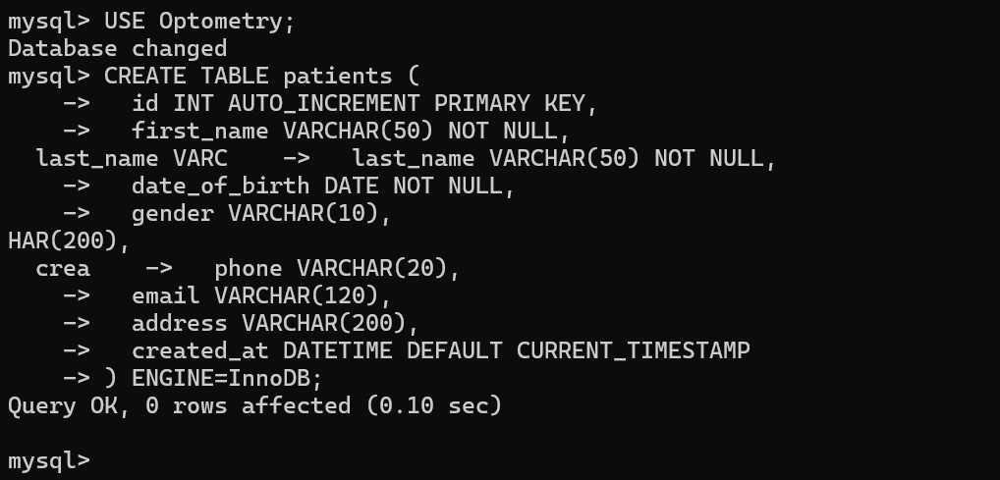 mysql> USE Optometry;
Database changed
mysql> CREATE TABLE patients (
    ->   id INT AUTO_INCREMENT PRIMARY KEY,
    ->   first_name VARCHAR(50) NOT NULL,
  last_name VARC    ->   last_name VARCHAR(50) NOT NULL,
    ->   date_of_birth DATE NOT NULL,
    ->   gender VARCHAR(10),
HAR(200),
  crea    ->   phone VARCHAR(20),
    ->   email VARCHAR(120),
    ->   address VARCHAR(200),
    ->   created_at DATETIME DEFAULT CURRENT_TIMESTAMP
    -> ) ENGINE=InnoDB;
Query OK, 0 rows affected (0.10 sec)
mysql>